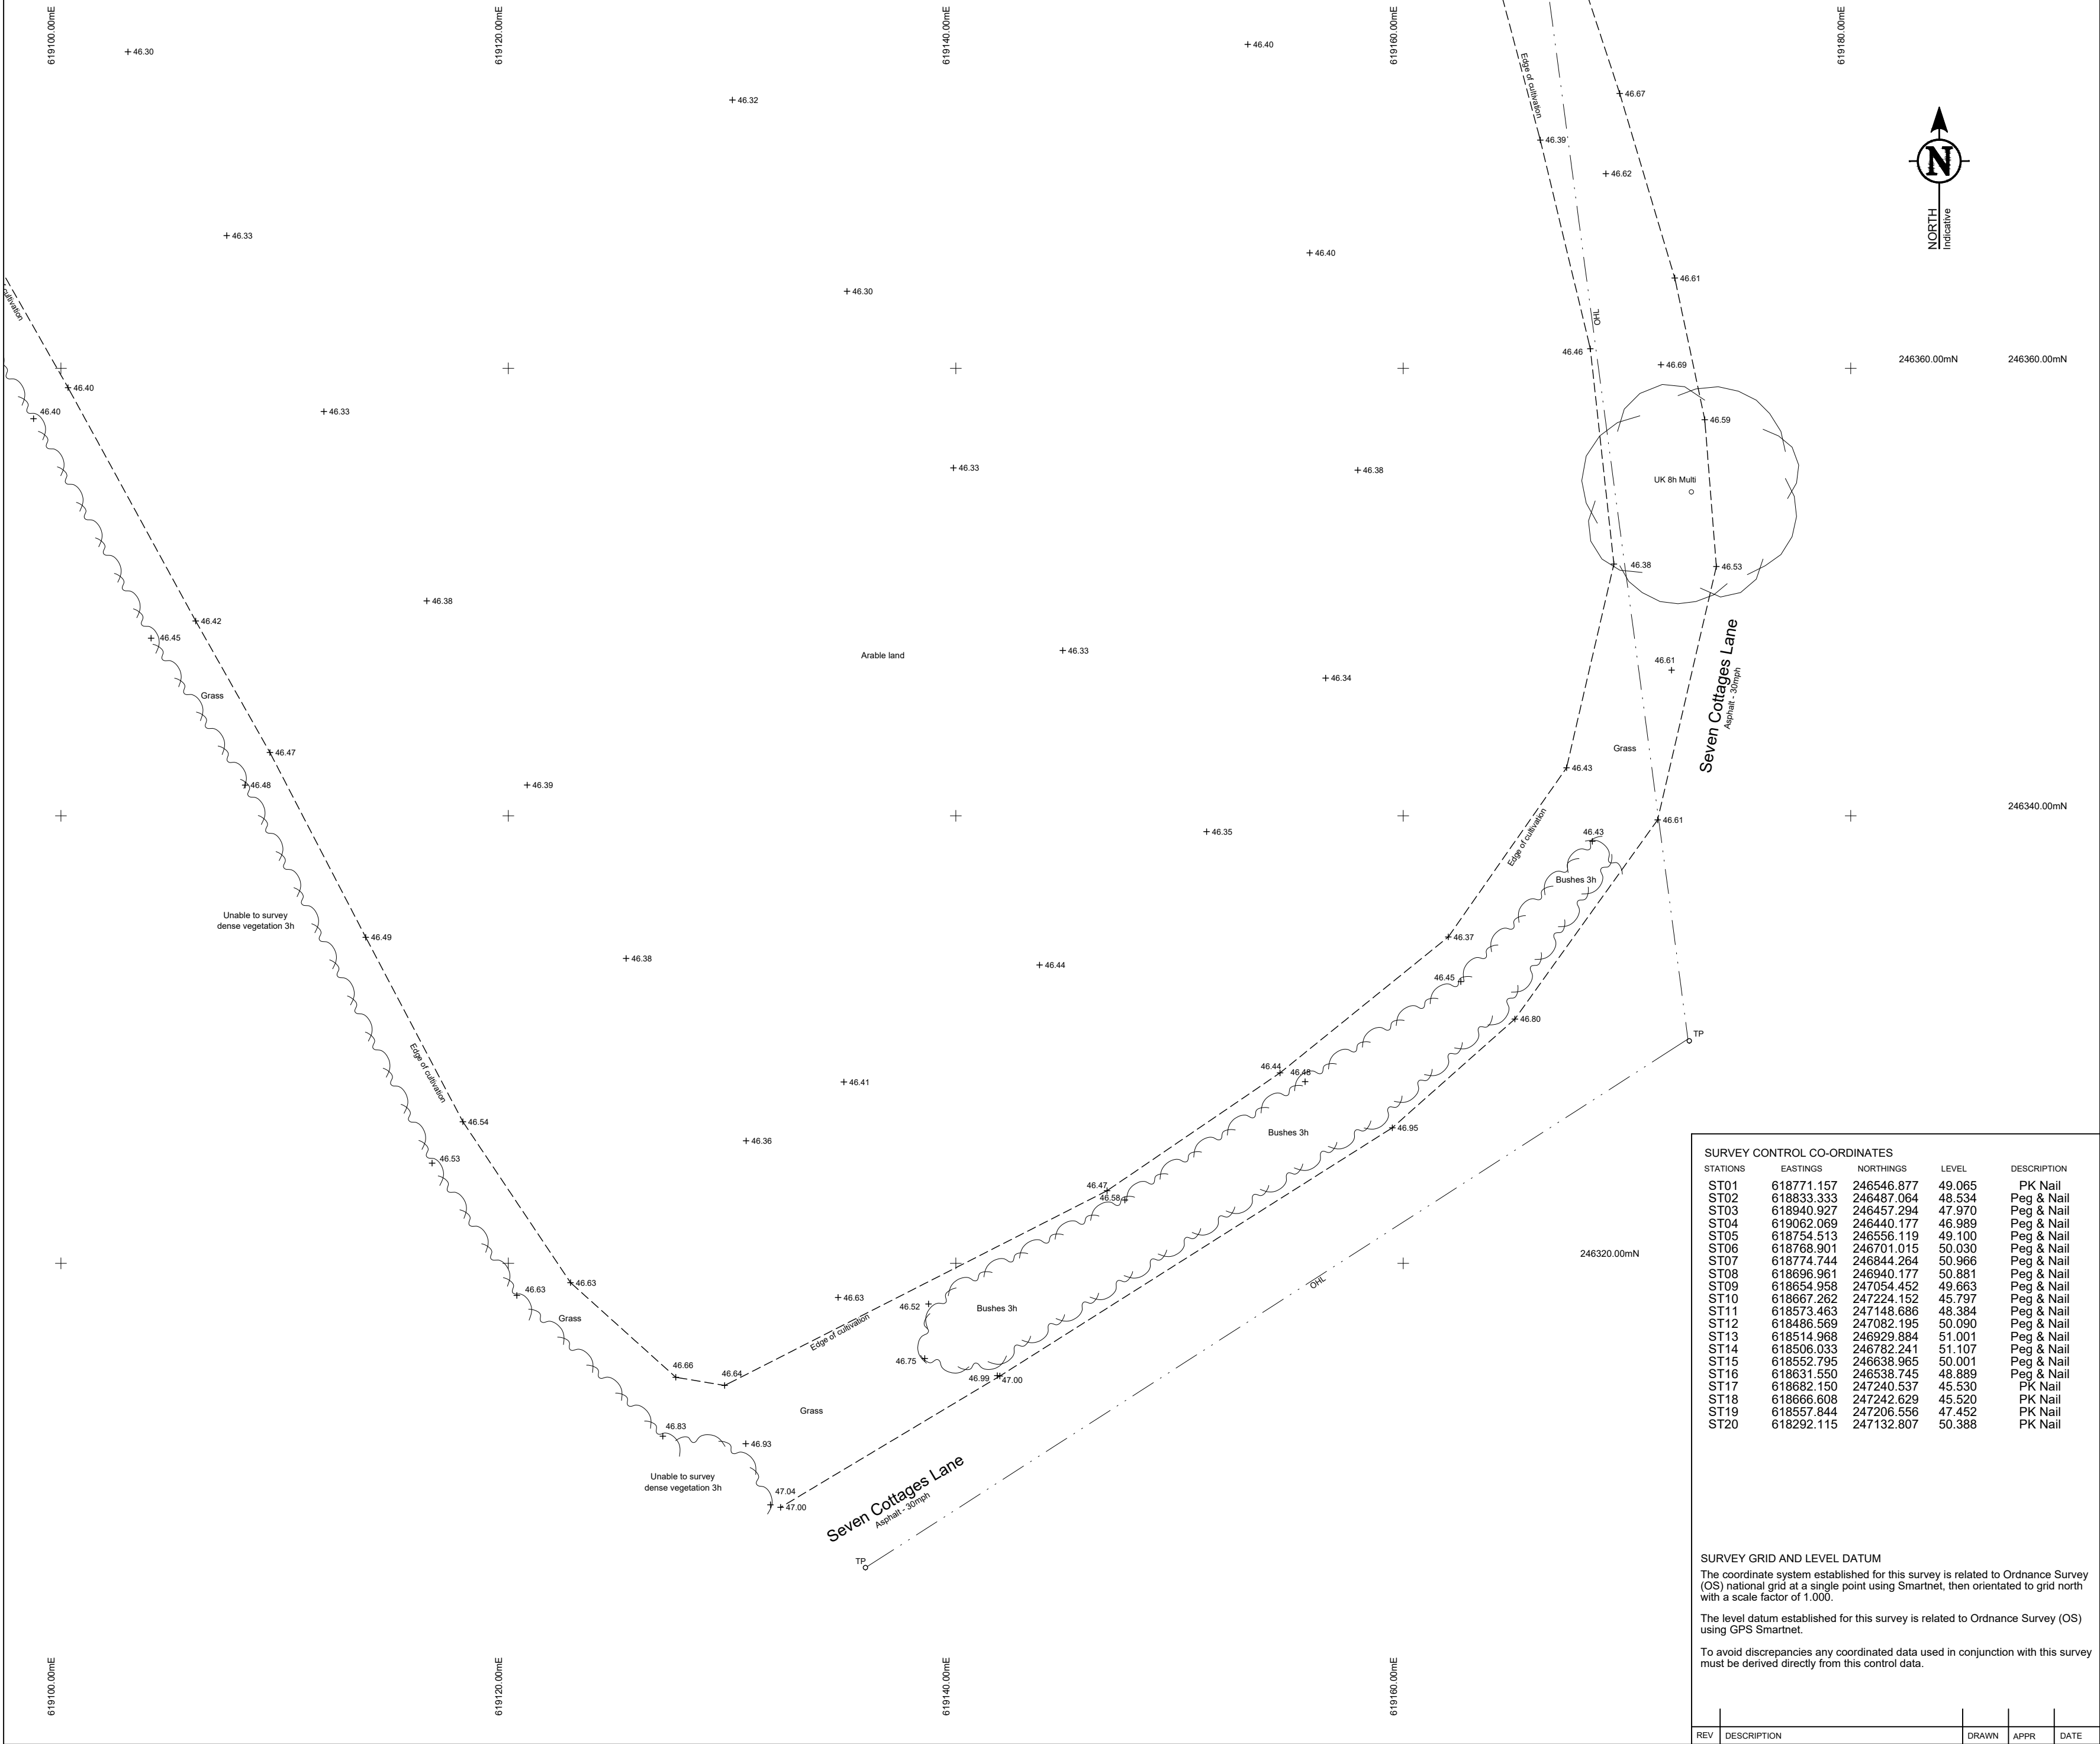 619100.00mE
619120.00mE
619140.00mE
619160.00mE
619180.00mE
46.30
46.40
46.32
46.67
Edge of cultivation
46.39
46.62
N
NORTH
Indicative
46.33
46.40
46.61
46.30
cultivation
OHL
46.46
46.69
246360.00mN
246360.00mN
46.40
46.40
46.33
46.59
46.33
46.38
UK 8h Multi
46.38
46.53
46.38
46.42
46.45
Arable land
46.33
46.61
46.34
Seven Cottages Lane
Asphalt - 30mph
Grass
46.47
Grass
46.43
46.48
46.39
246340.00mN
46.35
46.61
46.43
Edge of cultivation
Bushes 3h
Unable to survey
dense vegetation 3h
46.49
46.37
46.38
46.44
46.45
46.80
TP
Edge of cultivation
46.44
46.48
46.41
46.54
46.36
Bushes 3h
46.95
46.53
46.47
46.58
246320.00mN
46.63
46.63
46.63
46.52
OHL
Bushes 3h
Grass
Edge of cultivation
46.66
46.64
46.75
46.99
47.00
Grass
46.83
46.93
Unable to survey
dense vegetation 3h
47.04
47.00
Seven Cottages Lane
Asphalt - 30mph
TP
619100.00mE
619120.00mE
619140.00mE
619160.00mE
SURVEY CONTROL CO-ORDINATES
STATIONS EASTINGS NORTHINGS LEVEL DESCRIPTION
ST01 618771.157 246546.877 49.065 PK Nail
ST02 618833.333 246487.064 48.534 Peg & Nail
ST03 618940.927 246457.294 47.970 Peg & Nail
ST04 619062.069 246440.177 46.989 Peg & Nail
ST05 618754.513 246556.119 49.100 Peg & Nail
ST06 618768.901 246701.015 50.030 Peg & Nail
ST07 618774.744 246844.264 50.966 Peg & Nail
ST08 618696.961 246940.177 50.881 Peg & Nail
ST09 618654.958 247054.452 49.663 Peg & Nail
ST10 618667.262 247224.152 45.797 Peg & Nail
ST11 618573.463 247148.686 48.384 Peg & Nail
ST12 618486.569 247082.195 50.090 Peg & Nail
ST13 618514.968 246929.884 51.001 Peg & Nail
ST14 618506.033 246782.241 51.107 Peg & Nail
ST15 618552.795 246638.965 50.001 Peg & Nail
ST16 618631.550 246538.745 48.889 Peg & Nail
ST17 618682.150 247240.537 45.530 PK Nail
ST18 618666.608 247242.629 45.520 PK Nail
ST19 618557.844 247206.556 47.452 PK Nail
ST20 618292.115 247132.807 50.388 PK Nail
SURVEY GRID AND LEVEL DATUM
The coordinate system established for this survey is related to Ordnance Survey
(OS) national grid at a single point using Smartnet, then orientated to grid north
with a scale factor of 1.000.
The level datum established for this survey is related to Ordnance Survey (OS)
using GPS Smartnet.
To avoid discrepancies any coordinated data used in conjunction with this survey
must be derived directly from this control data.
REV DESCRIPTION DRAWN APPR DATE